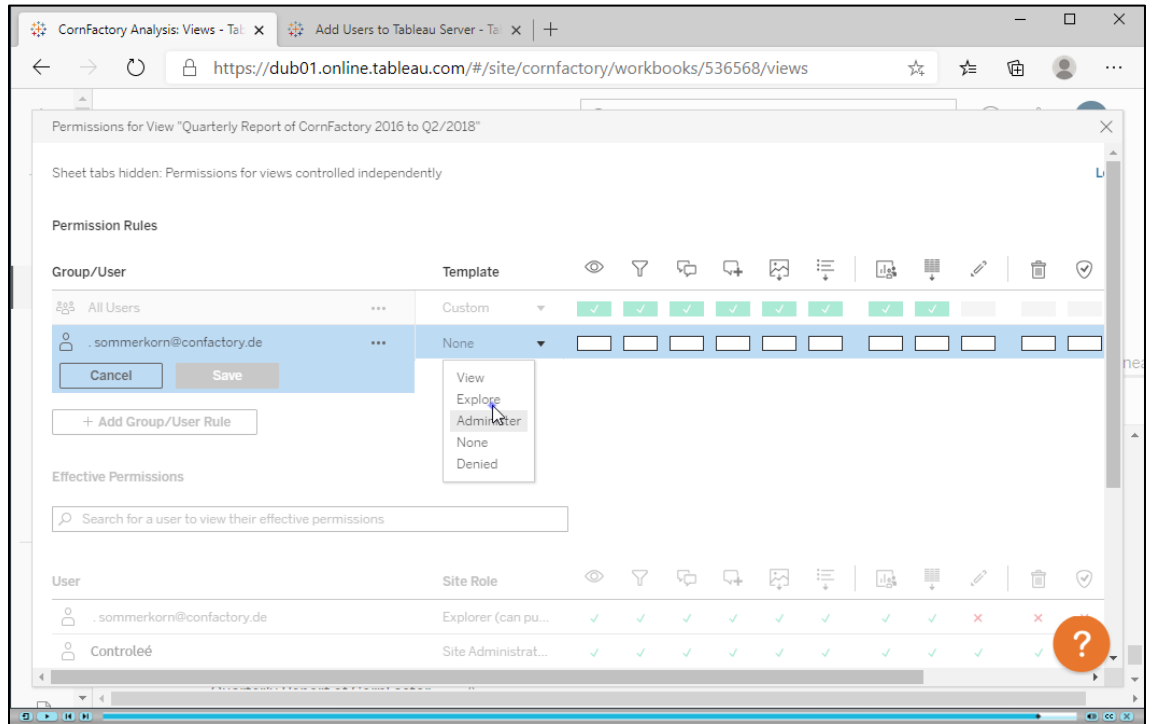 CornFactory Analysis: Views - Tab
Add Users to Tableau Server - Tab
https://dub01.online.tableau.com/#/site/cornfactory/workbooks/536568/views
Permissions for View "Quarterly Report of CornFactory 2016 to Q2/2018"
Sheet tabs hidden: Permissions for views controlled independently
Permission Rules
Group/User Template
All Users ... Custom
. sommerkorn@confactory.de ... None
Cancel Save
View
Explore
Administer
None
Denied
+ Add Group/User Rule
Effective Permissions
Search for a user to view their effective permissions
User Site Role
. sommerkorn@confactory.de Explorer (can pu...
Controleé Site Administrat...
?
CC